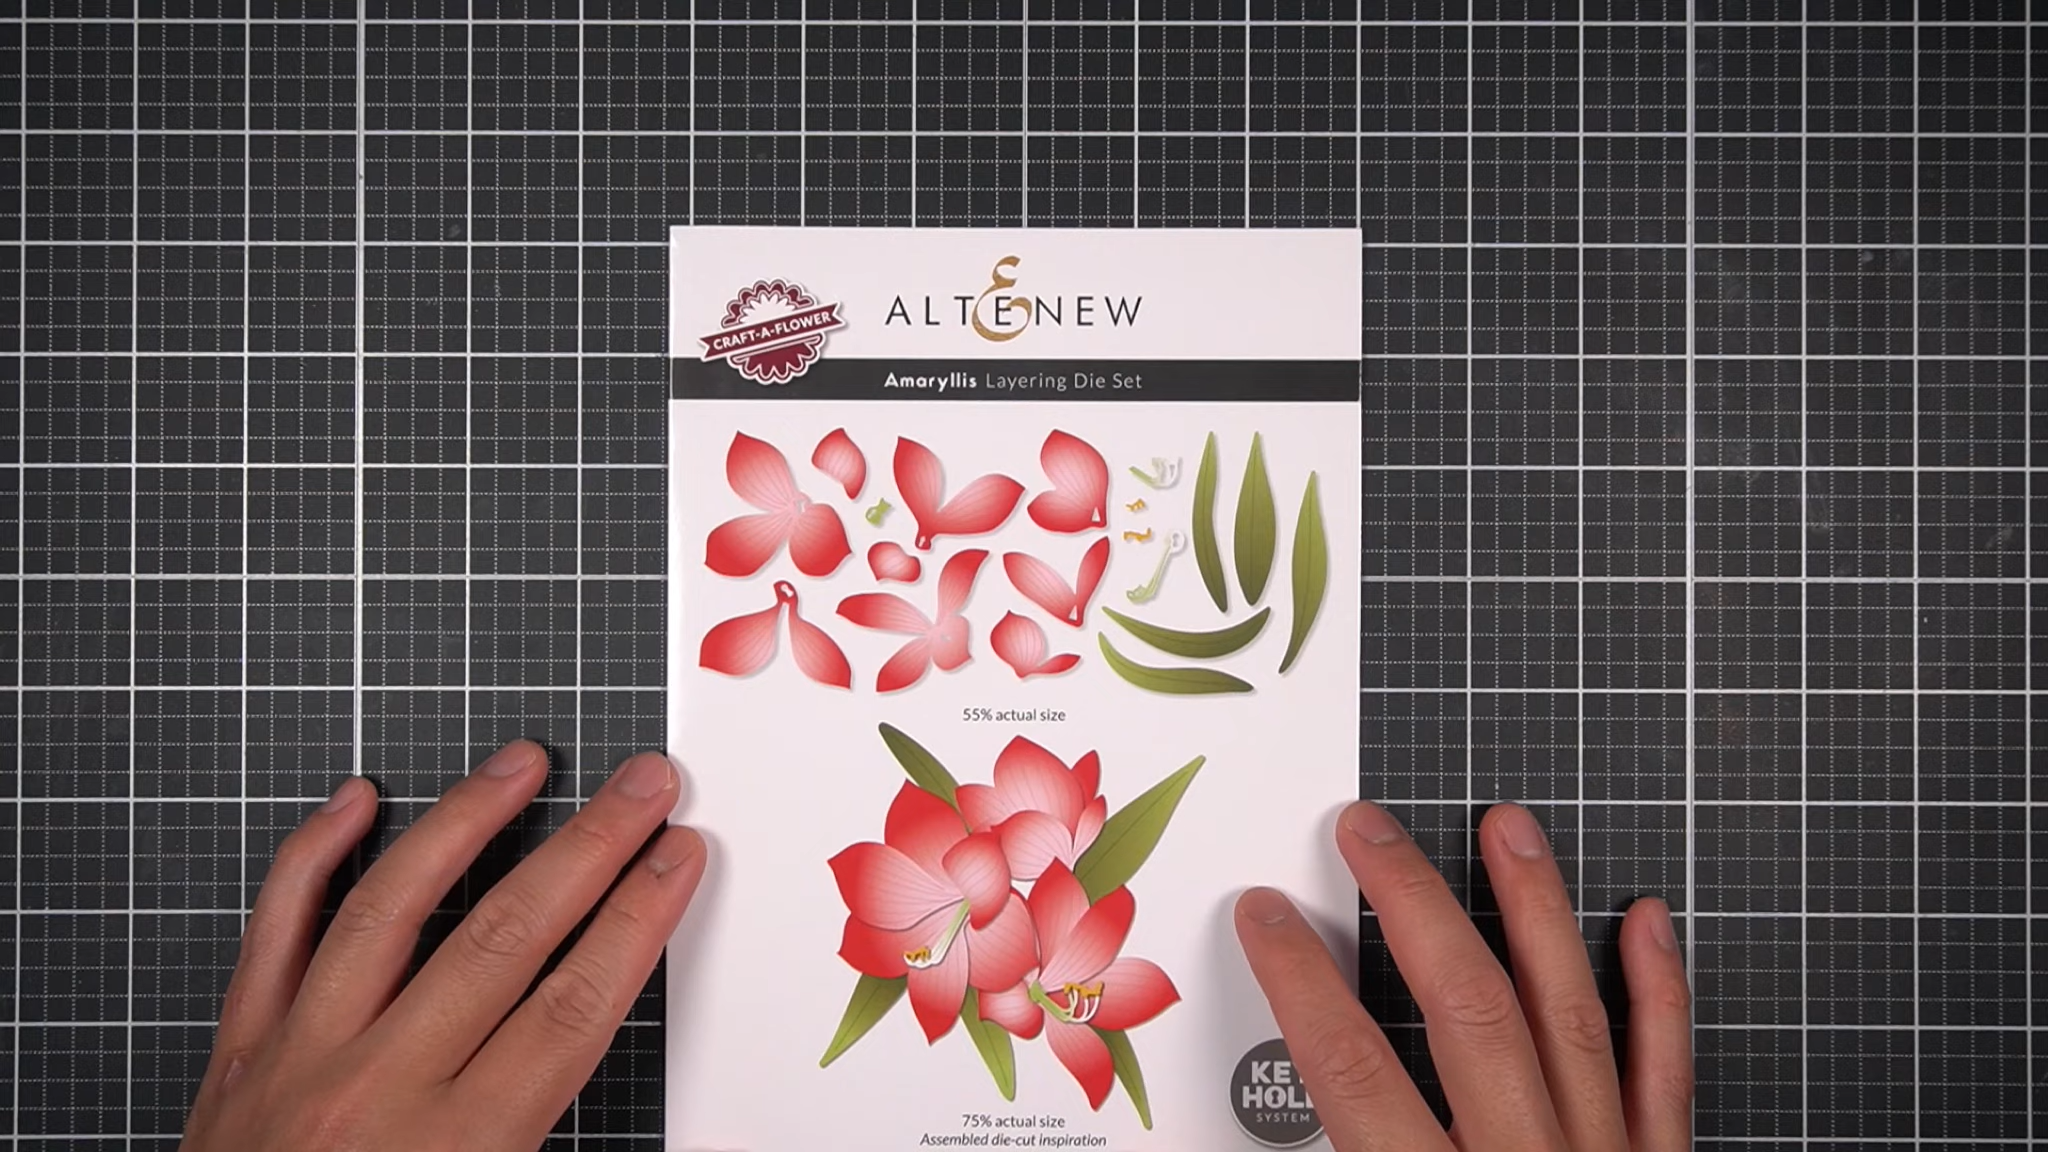 CRAFT-A-FLOWER
ALTENEW
Amaryllis Layering Die Set
55% actual size
75% actual size
Assembled die-cut inspiration
SYSTEM